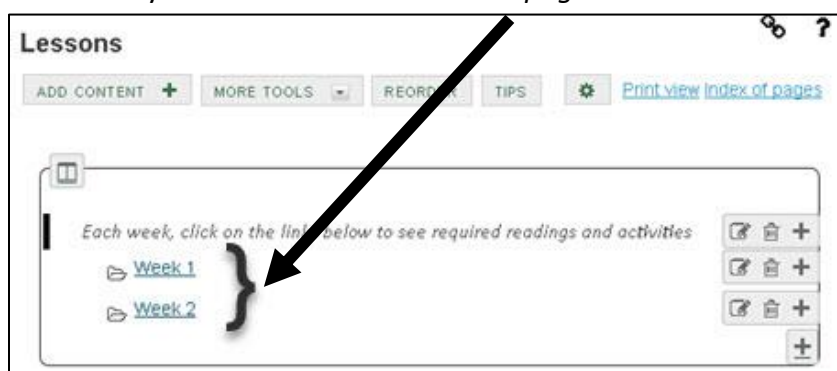 Lessons ?
ADD CONTENT + MORE TOOLS REORDER TIPS Print view Index of pages
Each week, click on the links below to see required readings and activities
Week 1
Week 2